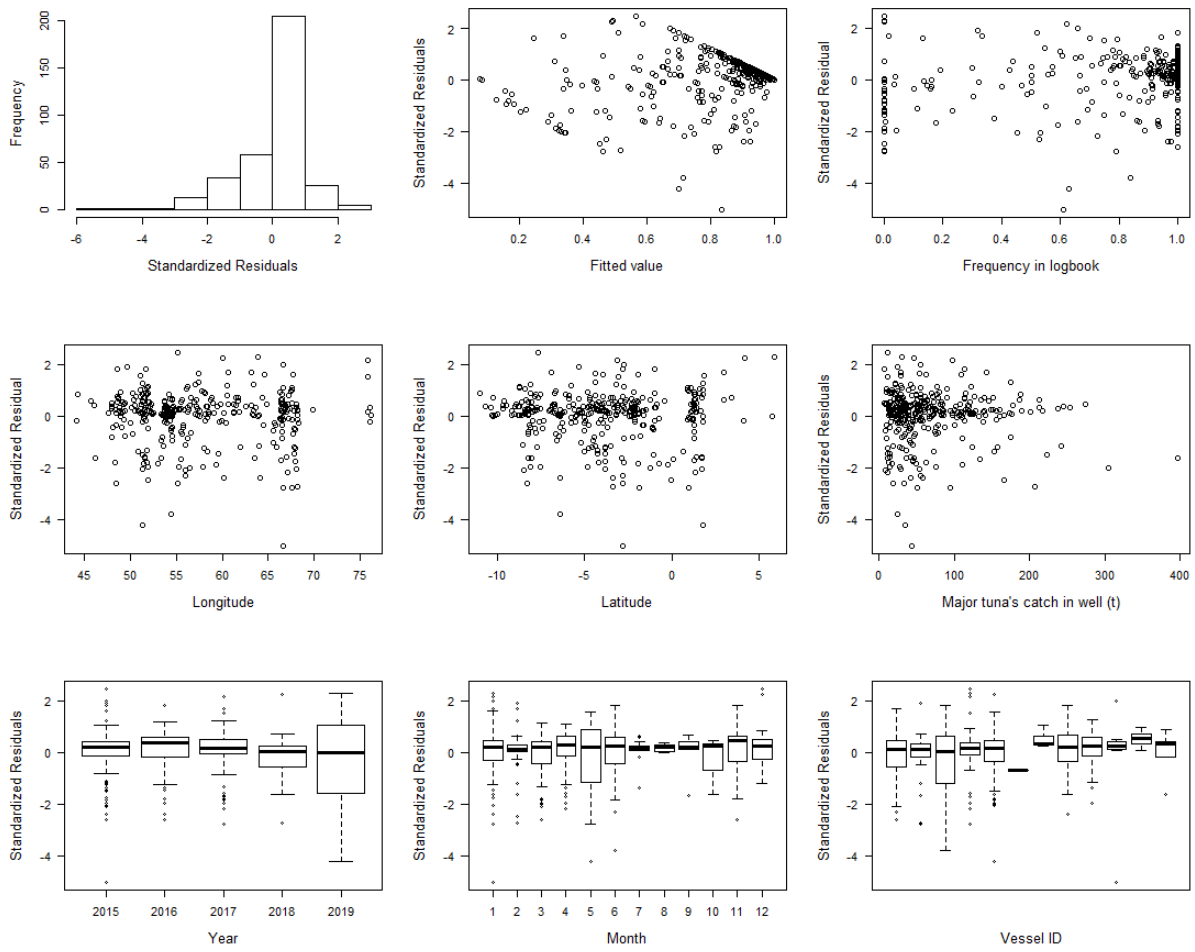 200
150
100
50
0
Frequency
-6 -4 -2 0 2
Standardized Residuals
2
0
-2
-4
Standardized Residual
0.2 0.4 0.6 0.8 1.0
Fitted value
2
0
-2
-4
Standardized Residual
0.0 0.2 0.4 0.6 0.8 1.0
Frequency in logbook
2
0
-2
-4
Standardized Residual
45 50 55 60 65 70 75
Longitude
2
0
-2
-4
Standardized Residual
-10 -5 0 5
Latitude
2
0
-2
-4
Standardized Residuals
0 100 200 300 400
Major tuna's catch in well (t)
2
0
-2
-4
Standardized Residuals
2015 2016 2017 2018 2019
Year
2
0
-2
-4
Standardized Residuals
1 2 3 4 5 6 7 8 9 10 11 12
Month
2
0
-2
-4
Standardized Residuals
Vessel ID